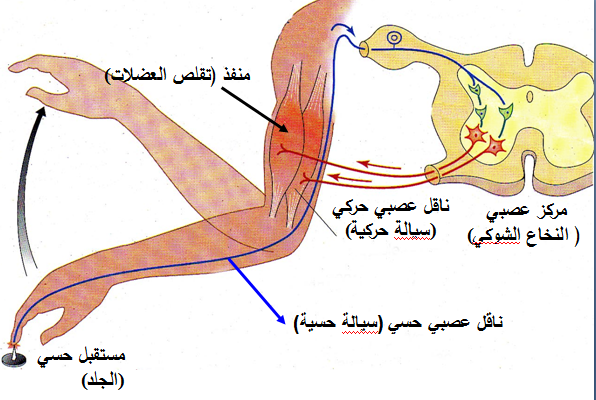 منفذ (تقلص العضلات)
ناقل عصبي حركي
(سيالة حركية)
مركز عصبي
( النخاع الشوكي)
ناقل عصبي حسي (سيالة حسية)
مستقبل حسي
(الجلد)